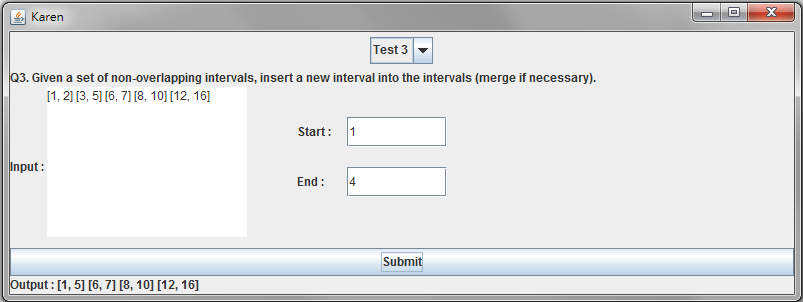 Karen
Test 3
Q3. Given a set of non-overlapping intervals, insert a new interval into the intervals (merge if necessary).
[1, 2] [3, 5] [6, 7] [8, 10] [12, 16]
Start : 1
Input :
End : 4
Submit
Output : [1, 5] [6, 7] [8, 10] [12, 16]